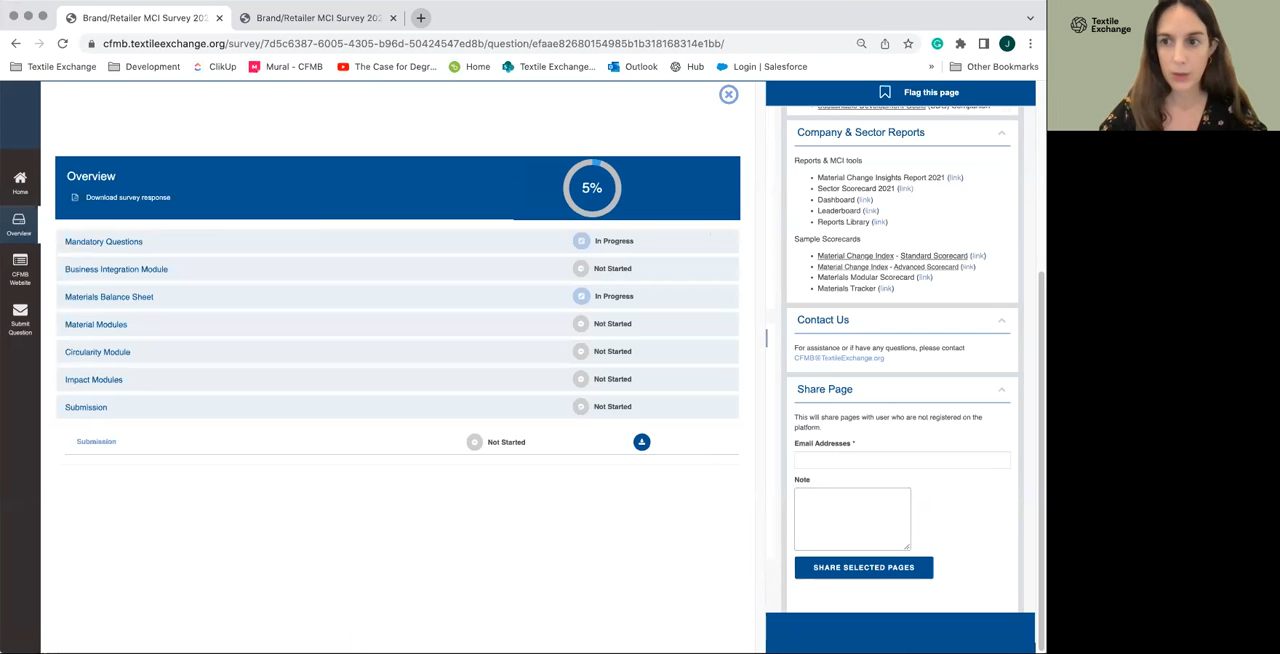 Brand/Retailer MCI Survey 202
Brand/Retailer MCI Survey 202
cfmb.textileexchange.org/survey/7d5c6387-6005-4305-b96d-50424547ed8b/question/efaae82680154985b1b318168314e1bb/
J
Textile Exchange
Development
ClikUp
Mural - CFMB
The Case for Degr...
Home
Textile Exchange...
Outlook
Hub
Login | Salesforce
»
Other Bookmarks
Textile
Exchange
Home
Overview
CFMB
Website
Submit
Question
Overview
Download survey response
5%
Mandatory Questions
In Progress
Business Integration Module
Not Started
Materials Balance Sheet
In Progress
Material Modules
Not Started
Circularity Module
Not Started
Impact Modules
Not Started
Submission
Not Started
Submission
Not Started
Flag this page
Company & Sector Reports
Reports & MCI tools
• Material Change Insights Report 2021 (link)
• Sector Scorecard 2021 (link)
• Dashboard (link)
• Leaderboard (link)
• Reports Library (link)
Sample Scorecards
• Material Change Index - Standard Scorecard (link)
• Material Change Index - Advanced Scorecard (link)
• Materials Modular Scorecard (link)
• Materials Tracker (link)
Contact Us
For assistance or if have any questions, please contact
CFMB@TextileExchange.org
Share Page
This will share pages with user who are not registered on the
platform.
Email Addresses *
Note
SHARE SELECTED PAGES